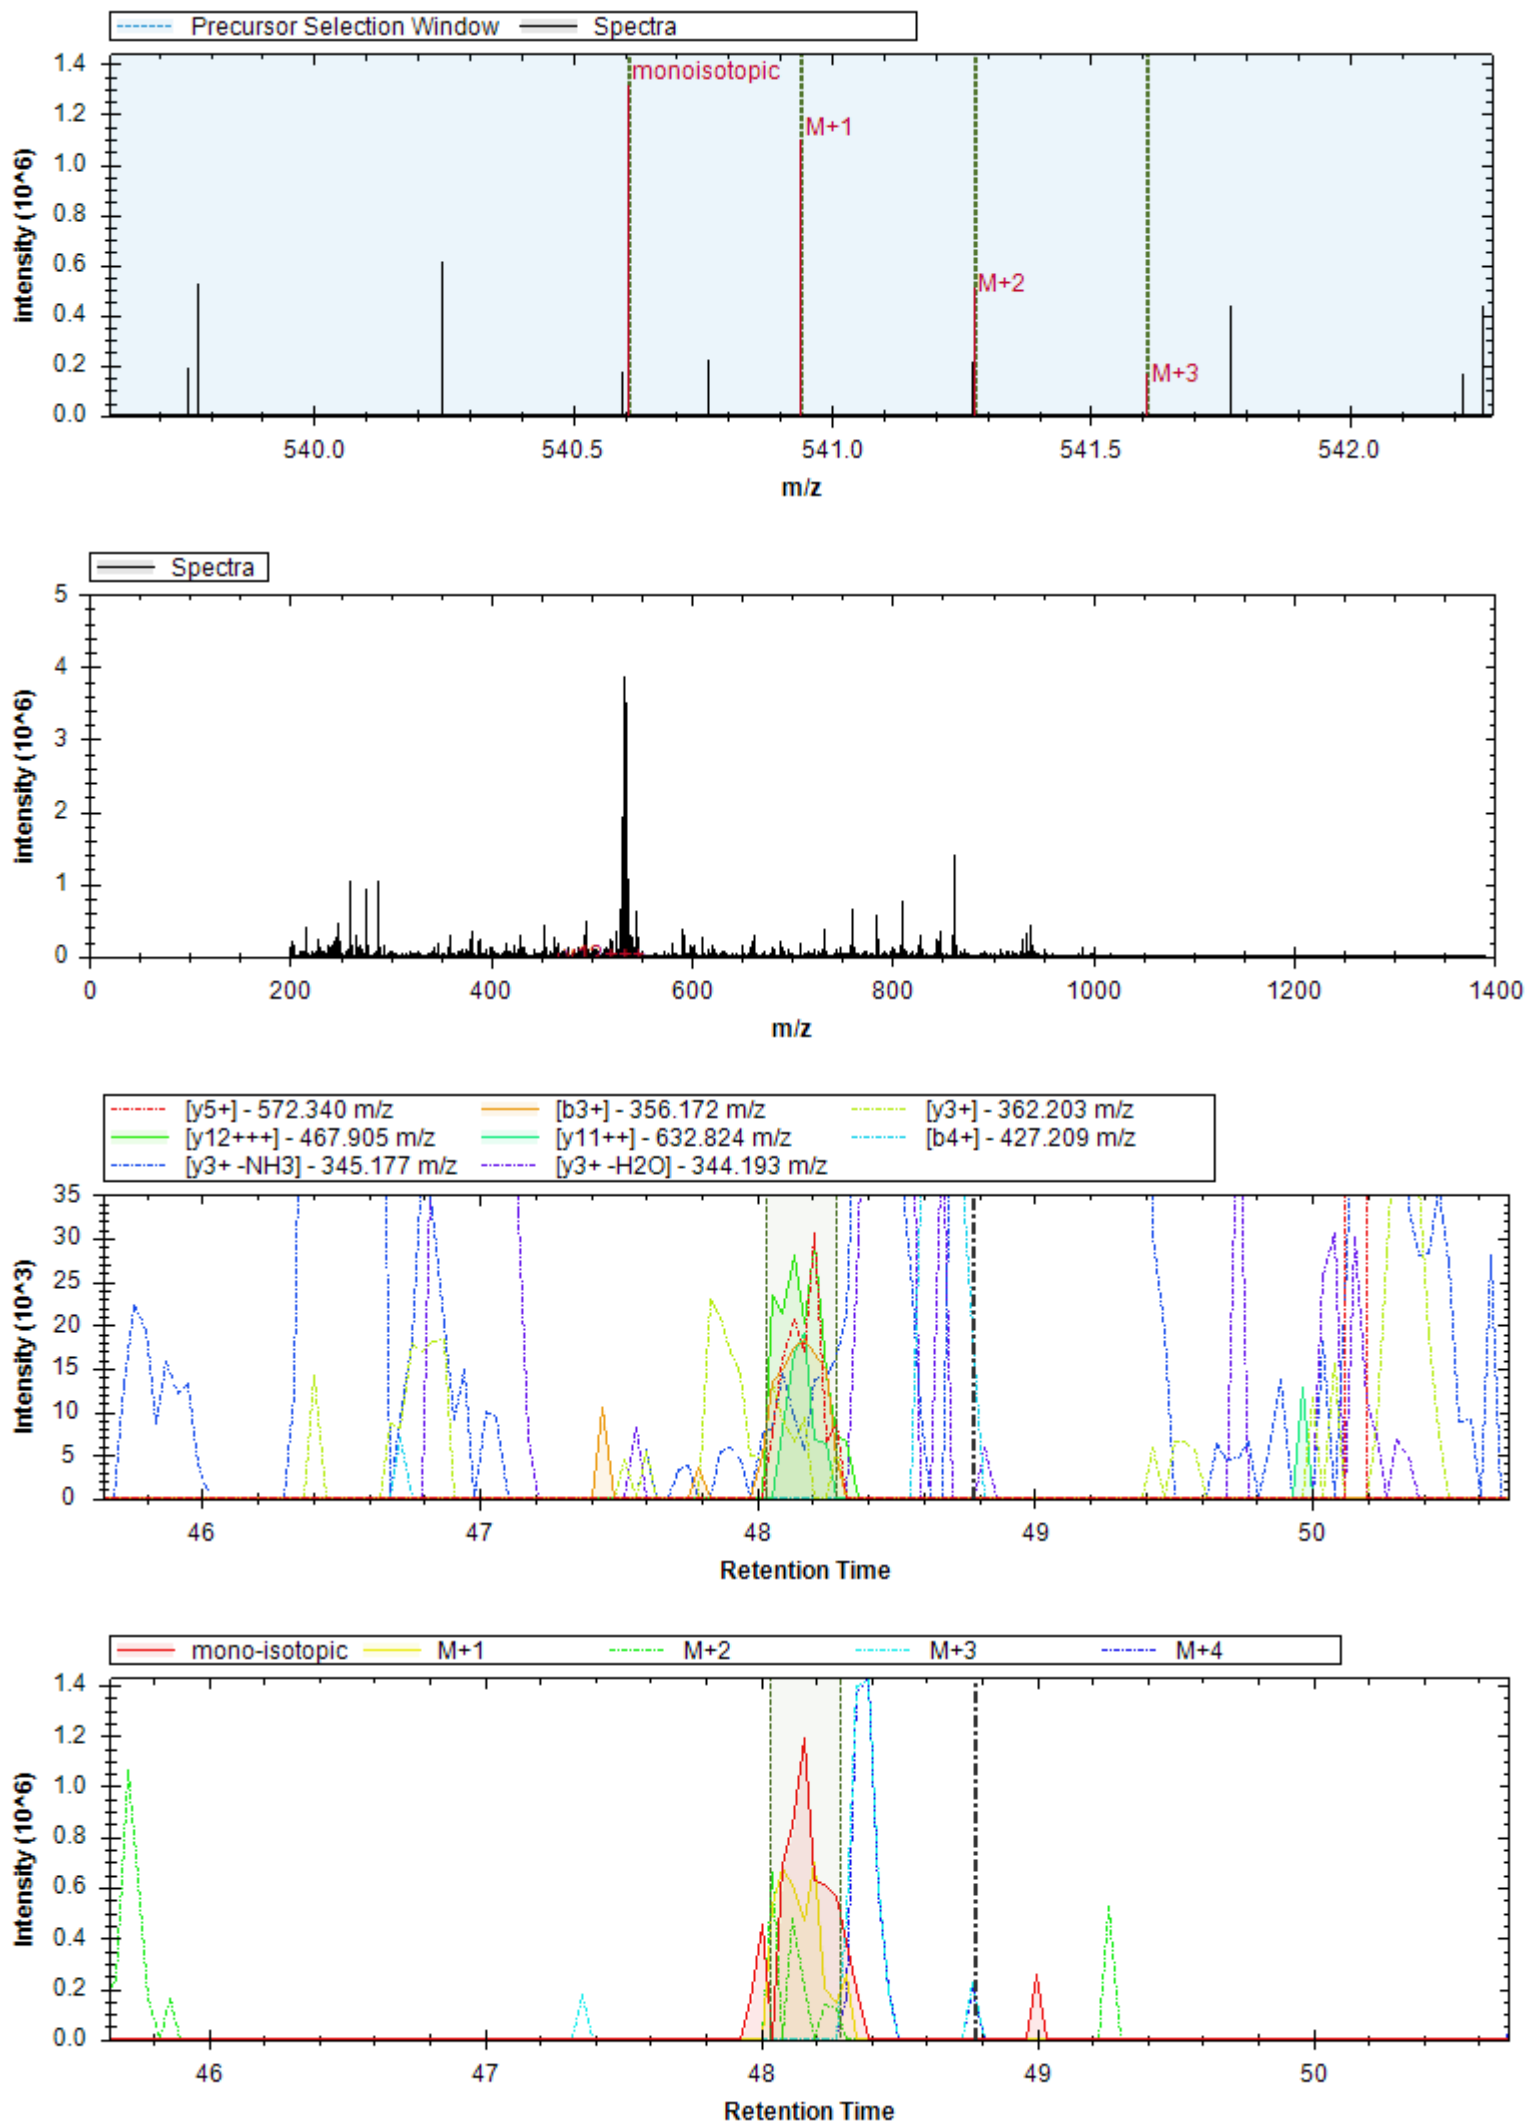 Precursor Selection Window Spectra
intensity (10^6)
1.4
1.2
1.0
0.8
0.6
0.4
0.2
0.0
monoisotopic
M+1
M+2
M+3
540.0 540.5 541.0 541.5 542.0
m/z
Spectra
intensity (10^6)
5
4
3
2
1
0
0 200 400 600 800 1000 1200 1400
m/z
[y5+] - 572.340 m/z [b3+] - 356.172 m/z [y3+] - 362.203 m/z
[y12+++] - 467.905 m/z [y11++] - 632.824 m/z [b4+] - 427.209 m/z
[y3+ -NH3] - 345.177 m/z [y3+ -H2O] - 344.193 m/z
Intensity (10^3)
35
30
25
20
15
10
5
0
46 47 48 49 50
Retention Time
mono-isotopic M+1 M+2 M+3 M+4
Intensity (10^6)
1.4
1.2
1.0
0.8
0.6
0.4
0.2
0.0
46 47 48 49 50
Retention Time